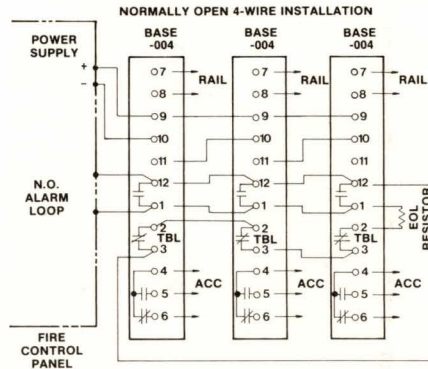 NORMALLY OPEN 4-WIRE INSTALLATION
POWER SUPPLY
+
−
BASE -004
BASE -004
BASE -004
7 RAIL
8
9
10
11
12
1
2 TBL
3
4
5 ACC
6
7 RAIL
8
9
10
11
12
1
2
TBL 3
4
5 ACC
6
7 RAIL
8
9
10
11
12
1
2
TBL 3
4
5 ACC
6
N.O. ALARM LOOP
EOL RESISTOR
FIRE CONTROL PANEL